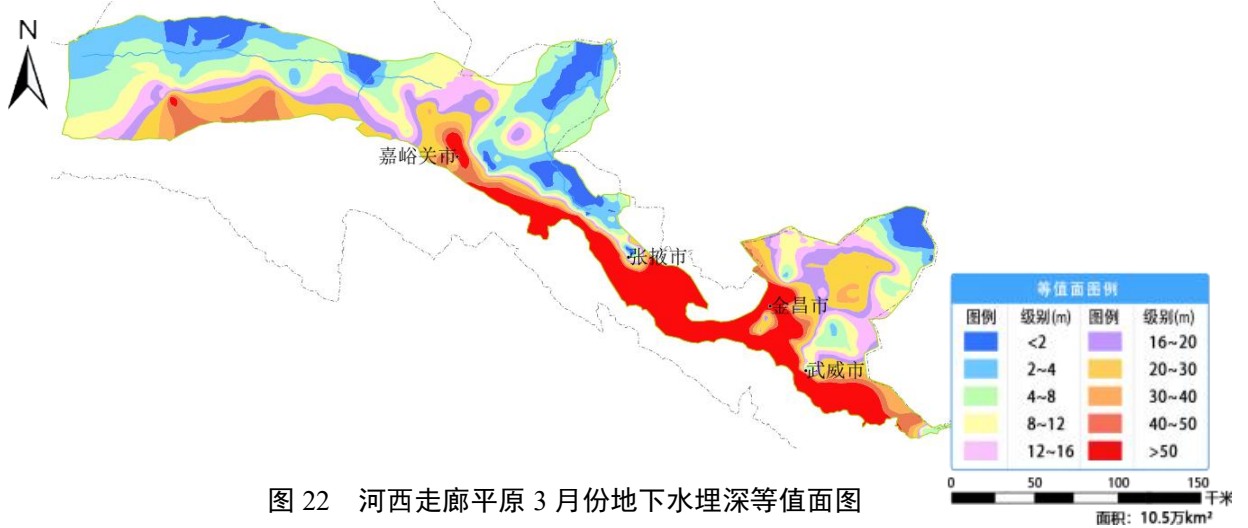 N
嘉峪关市
张掖市
金昌市
武威市
等值面图例
图例 级别(m) 图例 级别(m)
<2 16~20
2~4 20~30
4~8 30~40
8~12 40~50
12~16 >50
0 50 100 150
千米
面积：10.5万km²
图 22 河西走廊平原 3 月份地下水埋深等值面图